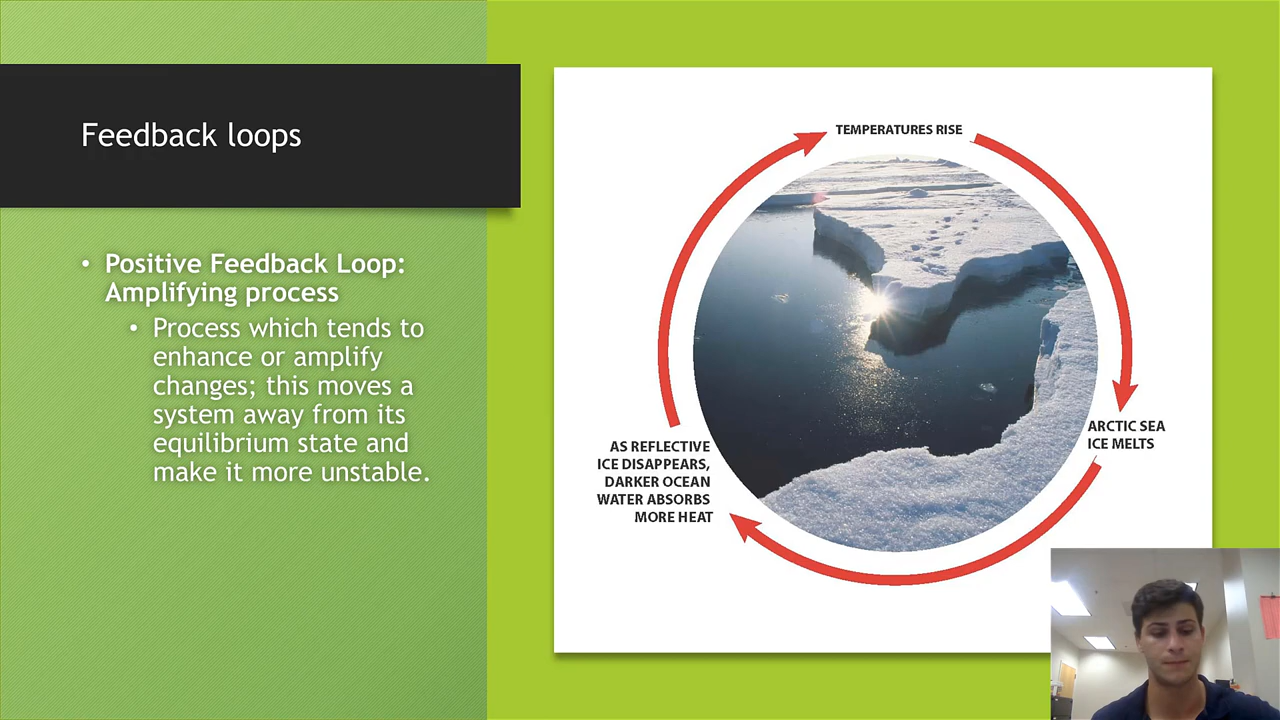 Feedback loops
• Positive Feedback Loop:
Amplifying process
• Process which tends to
enhance or amplify
changes; this moves a
system away from its
equilibrium state and
make it more unstable.
TEMPERATURES RISE
ARCTIC SEA
ICE MELTS
AS REFLECTIVE
ICE DISAPPEARS,
DARKER OCEAN
WATER ABSORBS
MORE HEAT